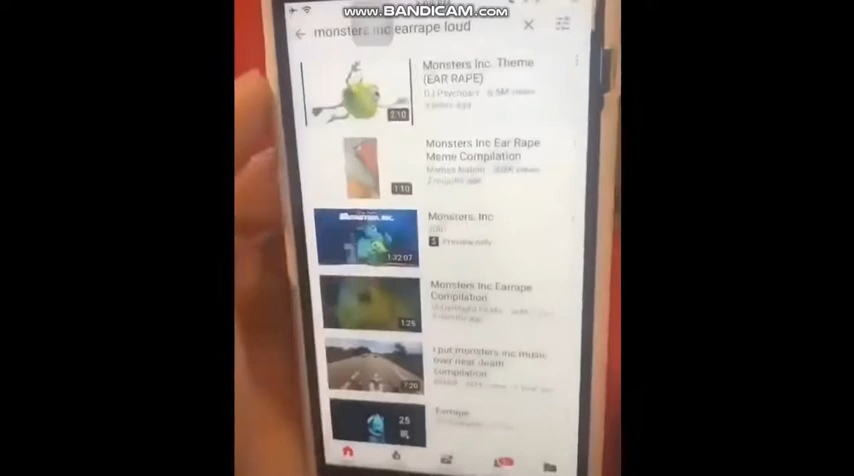 www.BANDICAM.com
monsters inc earrape loud
Monsters Inc. Theme
(EAR RAPE)
2:10
Monsters Inc Ear Rape
Meme Compilation
1:10
Monsters, Inc
Preview only
1:32:07
Monsters Inc Earrape
Compilation
1:25
i put monsters inc music
over near death
compilation
7:20
Earrape
25